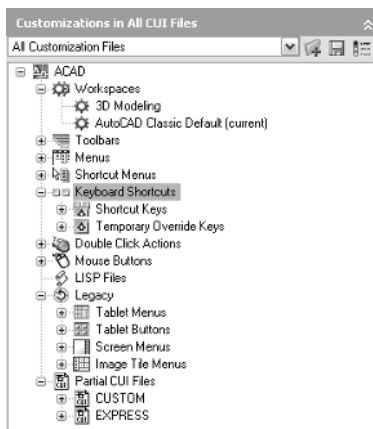 Customizations in All CUI Files
All Customization Files
ACAD
Workspaces
3D Modeling
AutoCAD Classic Default (current)
Toolbars
Menus
Shortcut Menus
Keyboard Shortcuts
Shortcut Keys
Temporary Override Keys
Double Click Actions
Mouse Buttons
LISP Files
Legacy
Tablet Menus
Tablet Buttons
Screen Menus
Image Tile Menus
Partial CUI Files
CUSTOM
EXPRESS